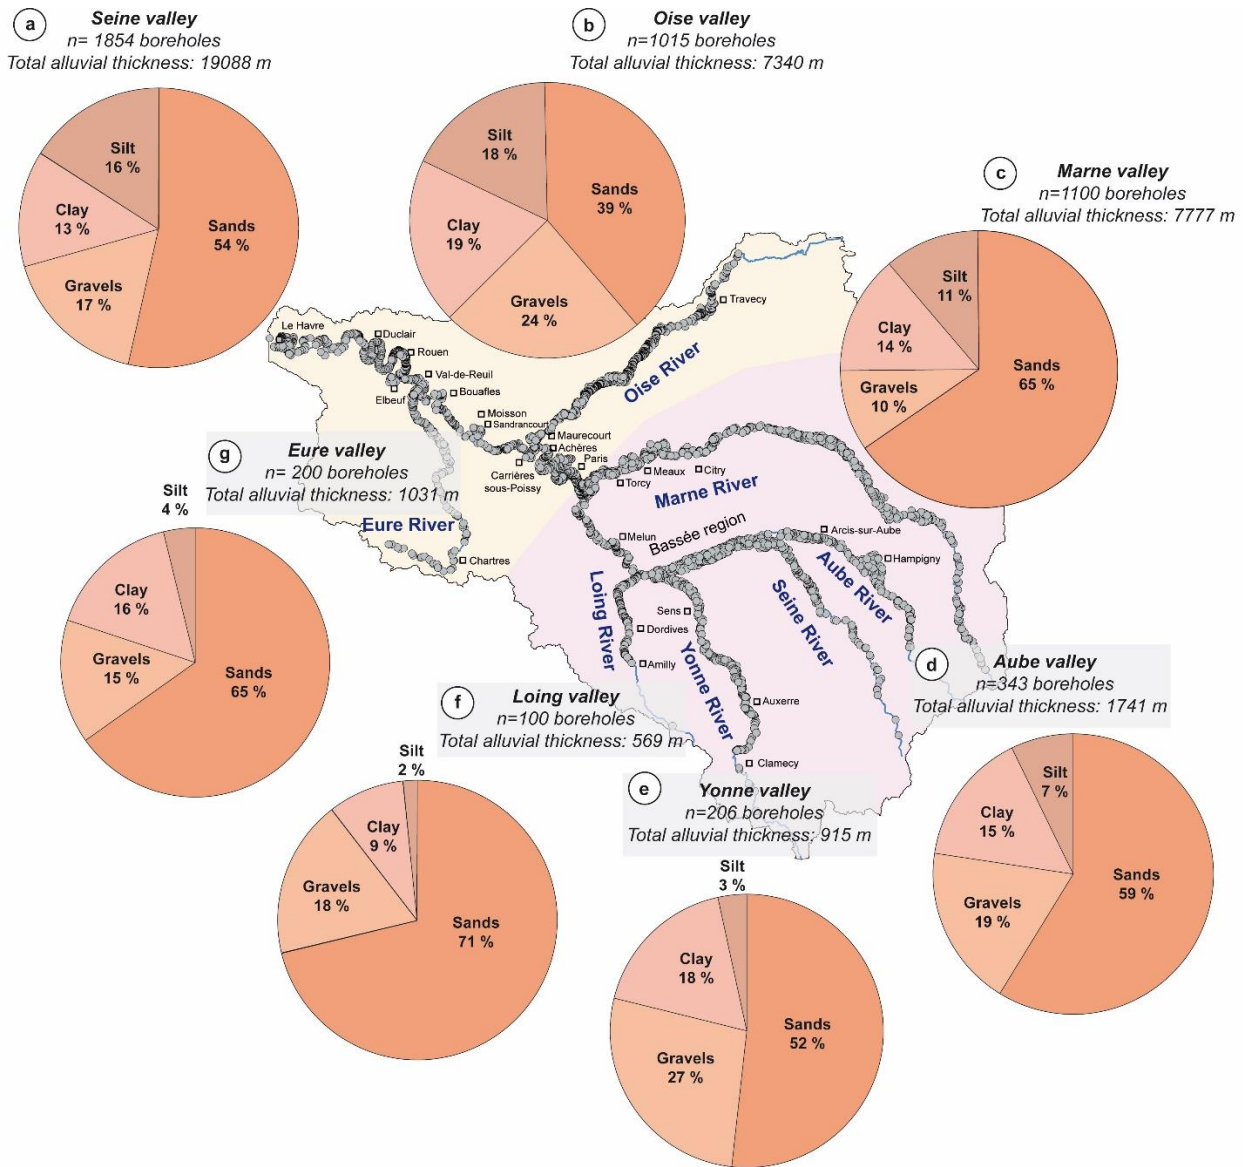 a
Seine valley
n= 1854 boreholes
Total alluvial thickness: 19088 m
Silt
16 %
Clay
13 %
Sands
54 %
Gravels
17 %
b
Oise valley
n=1015 boreholes
Total alluvial thickness: 7340 m
Silt
18 %
Sands
39 %
Clay
19 %
Gravels
24 %
c
Marne valley
n=1100 boreholes
Total alluvial thickness: 7777 m
Silt
11 %
Clay
14 %
Sands
65 %
Gravels
10 %
Le Havre
Duclair
Rouen
Val-de-Reuil
Elbeuf
Bouafles
Moisson
Sandrancourt
Maurecourt
Achères
Paris
Carrières
sous-Poissy
Travecy
Oise River
Torcy
Meaux
Citry
Marne River
Melun
Bassée region
Arcis-sur-Aube
Hampigny
Aube River
Seine River
Loing River
Sens
Dordives
Amilly
Yonne River
Auxerre
Clamecy
Eure River
Chartres
g
Eure valley
n= 200 boreholes
Total alluvial thickness: 1031 m
Silt
4 %
Clay
16 %
Gravels
15 %
Sands
65 %
f
Loing valley
n=100 boreholes
Total alluvial thickness: 569 m
Silt
2 %
Clay
9 %
Gravels
18 %
Sands
71 %
e
Yonne valley
n=206 boreholes
Total alluvial thickness: 915 m
Silt
3 %
Clay
18 %
Sands
52 %
Gravels
27 %
d
Aube valley
n=343 boreholes
Total alluvial thickness: 1741 m
Silt
7 %
Clay
15 %
Sands
59 %
Gravels
19 %